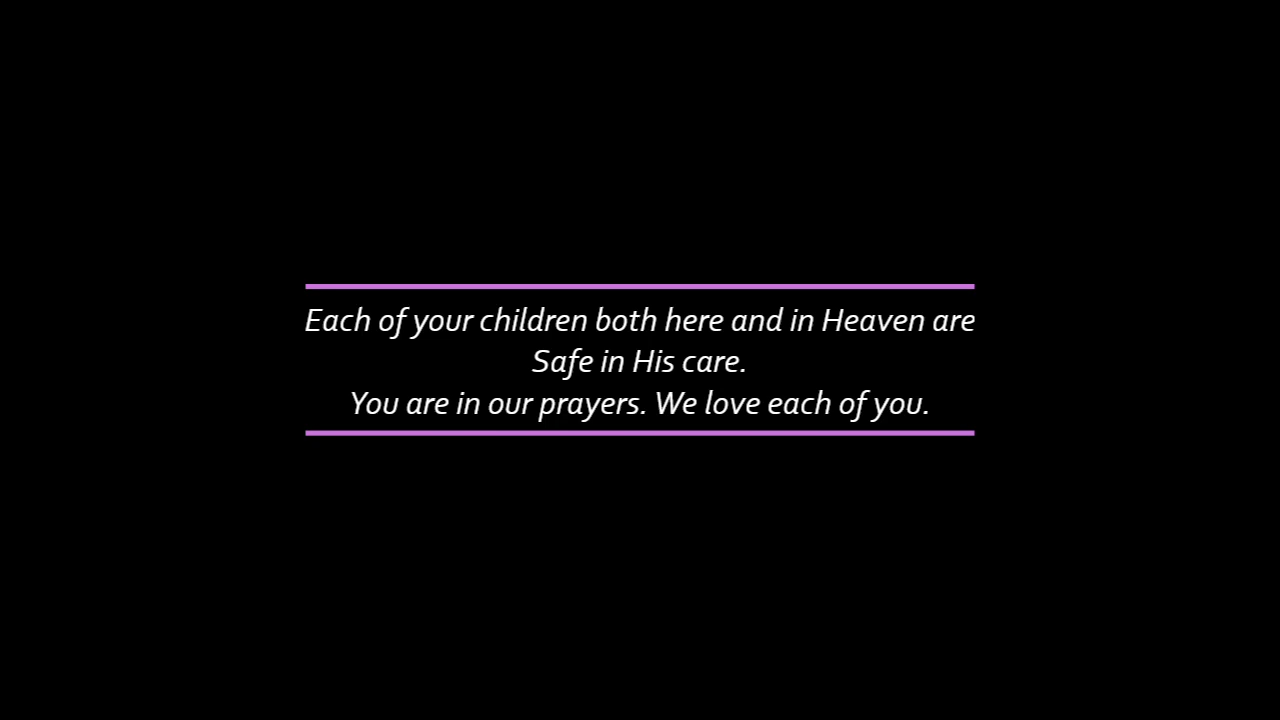 Each of your children both here and in Heaven are
Safe in His care.
You are in our prayers. We love each of you.